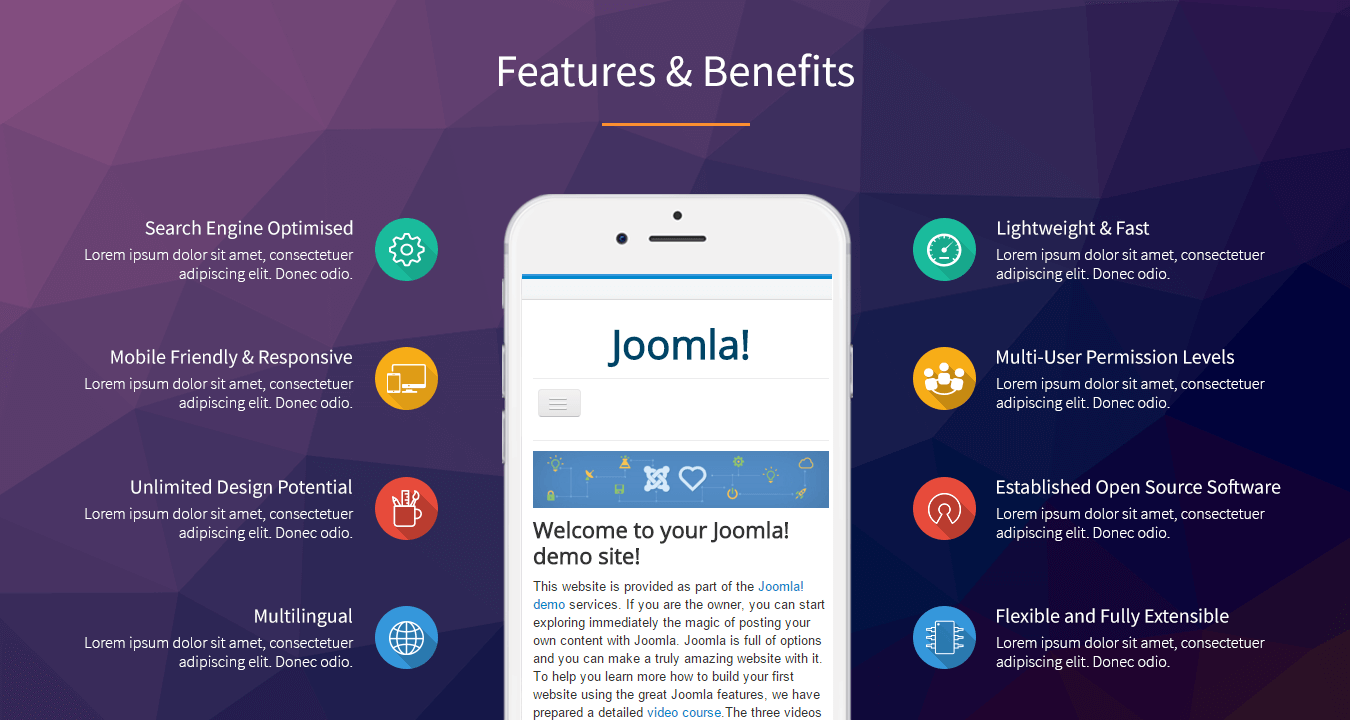 Features & Benefits
Search Engine Optimised
Lorem ipsum dolor sit amet, consectetuer
adipiscing elit. Donec odio.
Mobile Friendly & Responsive
Lorem ipsum dolor sit amet, consectetuer
adipiscing elit. Donec odio.
Unlimited Design Potential
Lorem ipsum dolor sit amet, consectetuer
adipiscing elit. Donec odio.
Multilingual
Lorem ipsum dolor sit amet, consectetuer
adipiscing elit. Donec odio.
Joomla!
Welcome to your Joomla!
demo site!
This website is provided as part of the Joomla!
demo services. If you are the owner, you can start
exploring immediately the magic of posting your
own content with Joomla. Joomla is full of options
and you can make a truly amazing website with it.
To help you learn more how to build your first
website using the great Joomla features, we have
prepared a detailed video course.The three videos
Lightweight & Fast
Lorem ipsum dolor sit amet, consectetuer
adipiscing elit. Donec odio.
Multi-User Permission Levels
Lorem ipsum dolor sit amet, consectetuer
adipiscing elit. Donec odio.
Established Open Source Software
Lorem ipsum dolor sit amet, consectetuer
adipiscing elit. Donec odio.
Flexible and Fully Extensible
Lorem ipsum dolor sit amet, consectetuer
adipiscing elit. Donec odio.